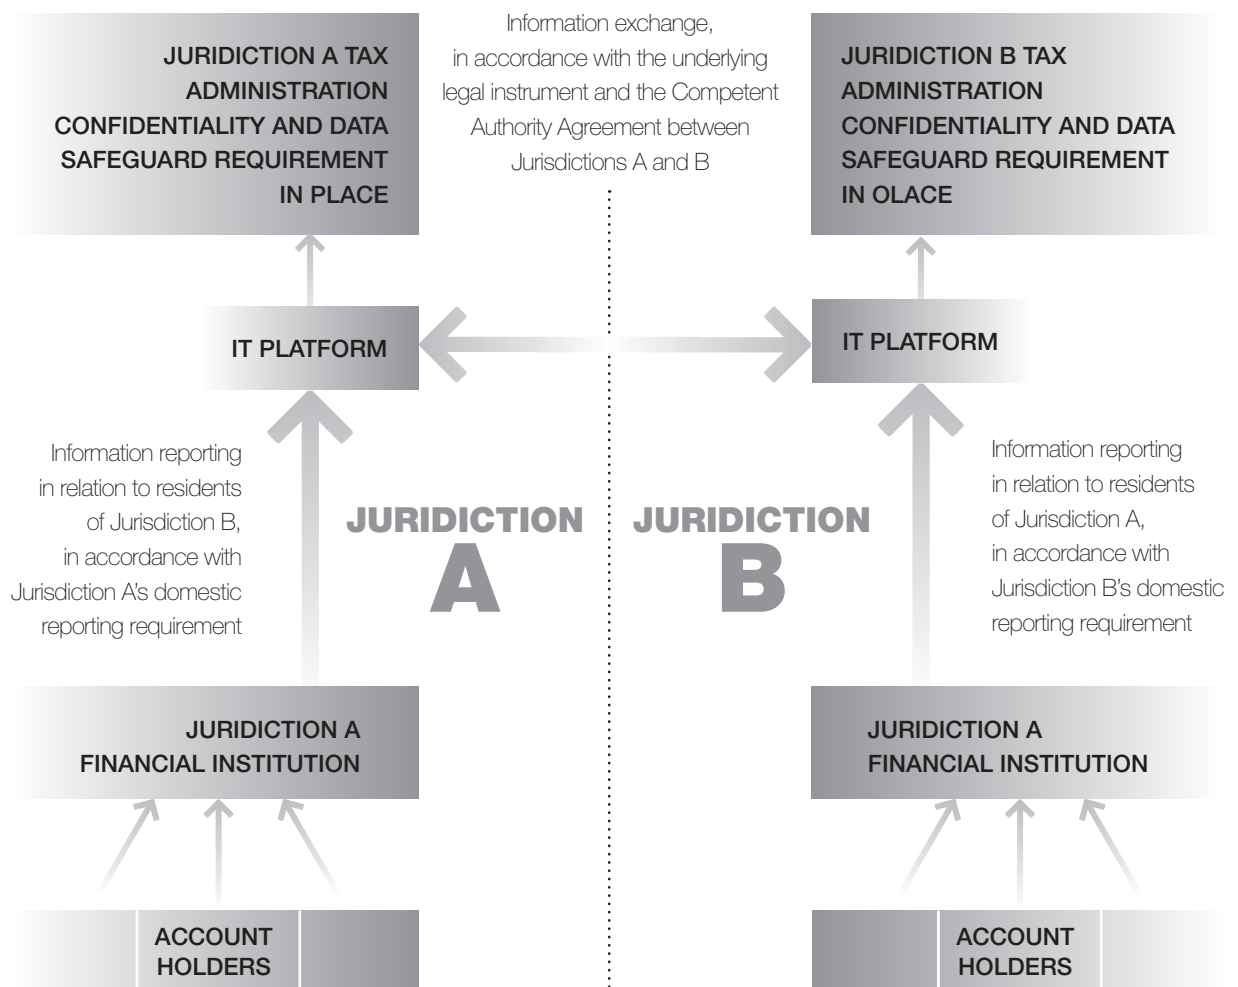 JURIDICTION A TAX
ADMINISTRATION
CONFIDENTIALITY AND DATA
SAFEGUARD REQUIREMENT
IN PLACE
Information exchange,
in accordance with the underlying
legal instrument and the Competent
Authority Agreement between
Jurisdictions A and B
JURIDICTION B TAX
ADMINISTRATION
CONFIDENTIALITY AND DATA
SAFEGUARD REQUIREMENT
IN OLACE
IT PLATFORM
IT PLATFORM
Information reporting
in relation to residents
of Jurisdiction B,
in accordance with
Jurisdiction A's domestic
reporting requirement
JURIDICTION
A
JURIDICTION
B
Information reporting
in relation to residents
of Jurisdiction A,
in accordance with
Jurisdiction B's domestic
reporting requirement
JURIDICTION A
FINANCIAL INSTITUTION
JURIDICTION A
FINANCIAL INSTITUTION
ACCOUNT
HOLDERS
ACCOUNT
HOLDERS